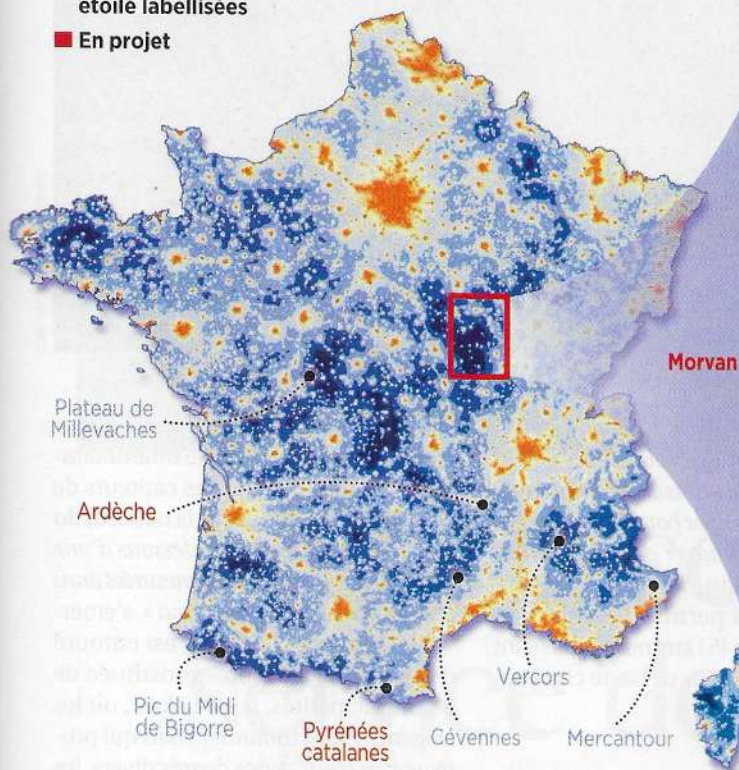 étoile labellisées
En projet
Morvan
Plateau de
Millevaches
Ardèche
Vercors
Pic du Midi
de Bigorre
Pyrénées
catalanes
Cévennes
Mercantour